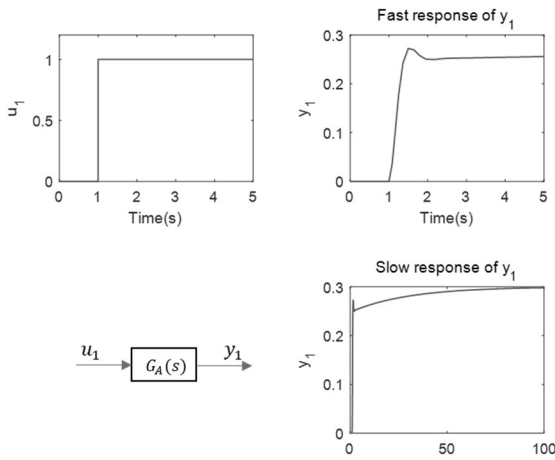 u1
1
0.5
0
0 1 2 3 4 5
Time(s)
Fast response of y1
y1
0.3
0.2
0.1
0
0 1 2 3 4 5
Time(s)
u1
GA(s)
y1
Slow response of y1
y1
0.3
0.2
0.1
0
0 50 100